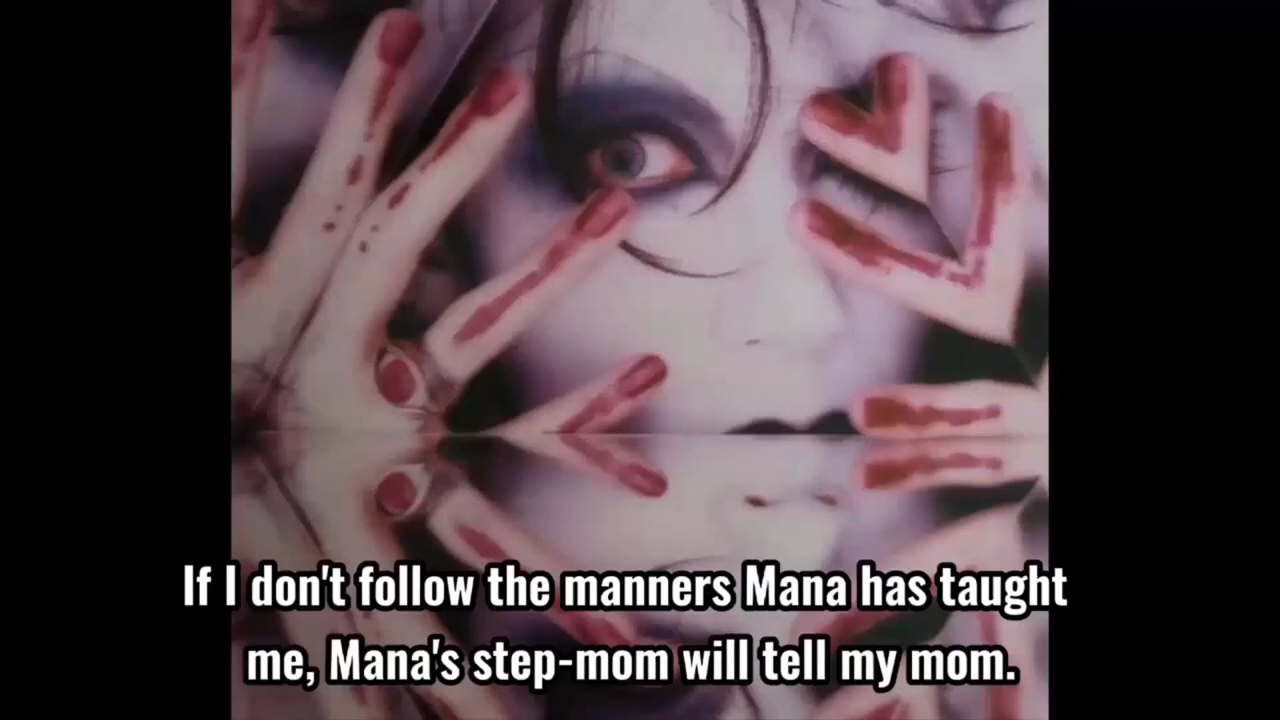 If I don't follow the manners Mana has taught
me, Mana's step-mom will tell my mom.